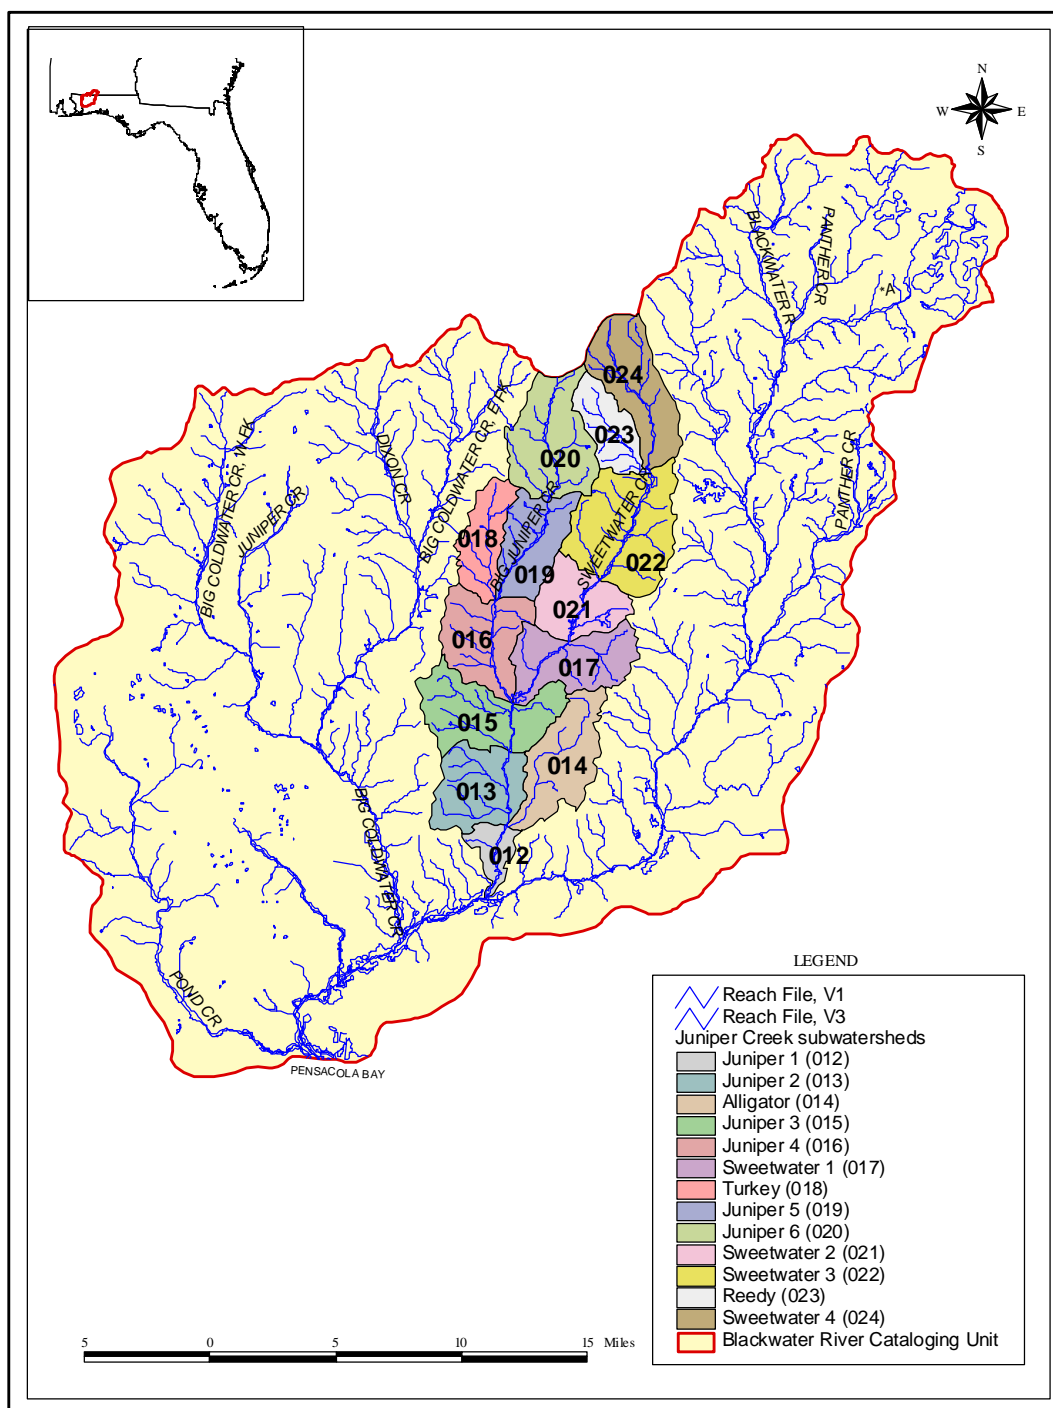 N
W
E
S
BLACKWATER R
PANTHER CR
*A
024
BIG COLDWATER CR, W FK
JUNIPER CR
DIXON CR
BIG COLDWATER CR, ET FK
023
020
PANTHER CR
018
BIG JUNIPER CR
SWEETWATER CR
019
022
021
016
017
015
014
013
BIG COLDWATER CR
012
POND CR
PENSACOLA BAY
LEGEND
Reach File, V1
Reach File, V3
Juniper Creek subwatersheds
Juniper 1 (012)
Juniper 2 (013)
Alligator (014)
Juniper 3 (015)
Juniper 4 (016)
Sweetwater 1 (017)
Turkey (018)
Juniper 5 (019)
Juniper 6 (020)
Sweetwater 2 (021)
Sweetwater 3 (022)
Reedy (023)
Sweetwater 4 (024)
Blackwater River Cataloging Unit
5 0 5 10 15 Miles